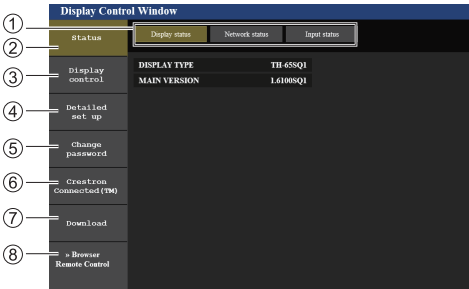 Display Control Window
1
2
Status
Display status
Network status
Input status
DISPLAY TYPE TH-65SQ1
MAIN VERSION 1.6100SQ1
3
Display
control
4
Detailed
set up
5
Change
password
6
Crestron
Connected(TM)
7
Download
8
» Browser
Remote Control